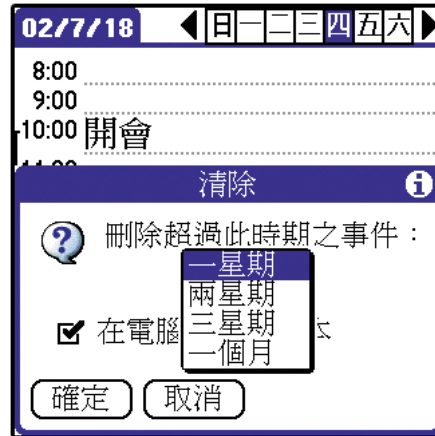 02/7/18 日 一 二 三 四 五 六
8:00
9:00
10:00 開會
清除
刪除超過此時期之事件：
一星期
兩星期
三星期
一個月
在電腦
確定 取消